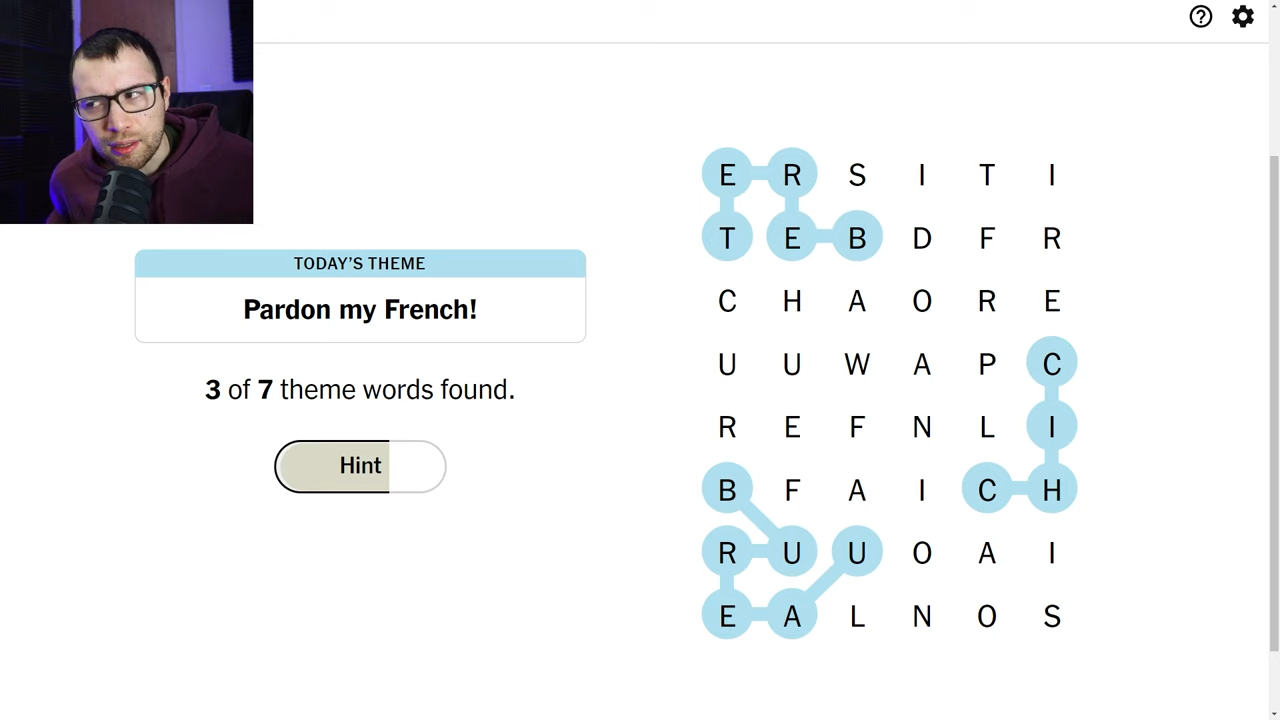 TODAY'S THEME
Pardon my French!
3 of 7 theme words found.
Hint
E R S I T I
T E B D F R
C H A O R E
U U W A P C
R E F N L I
B F A I C H
R U U O A I
E A L N O S